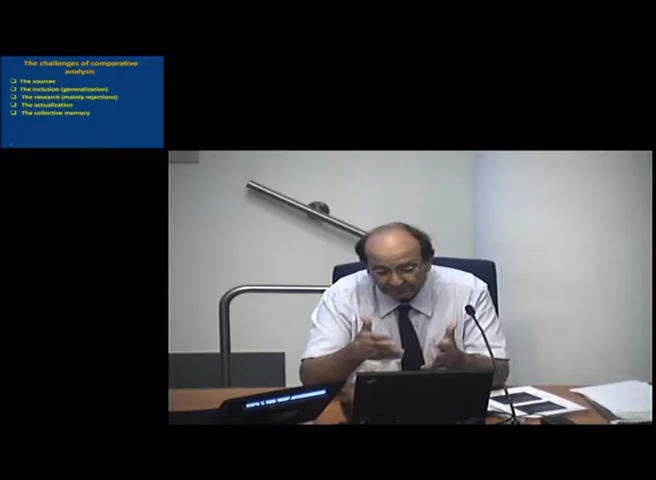 The challenges of comparative
analysis
❑ The sources
❑ The inclusion (generalization)
❑ The research (mainly rejections)
❑ The actualization
❑ The collective memory